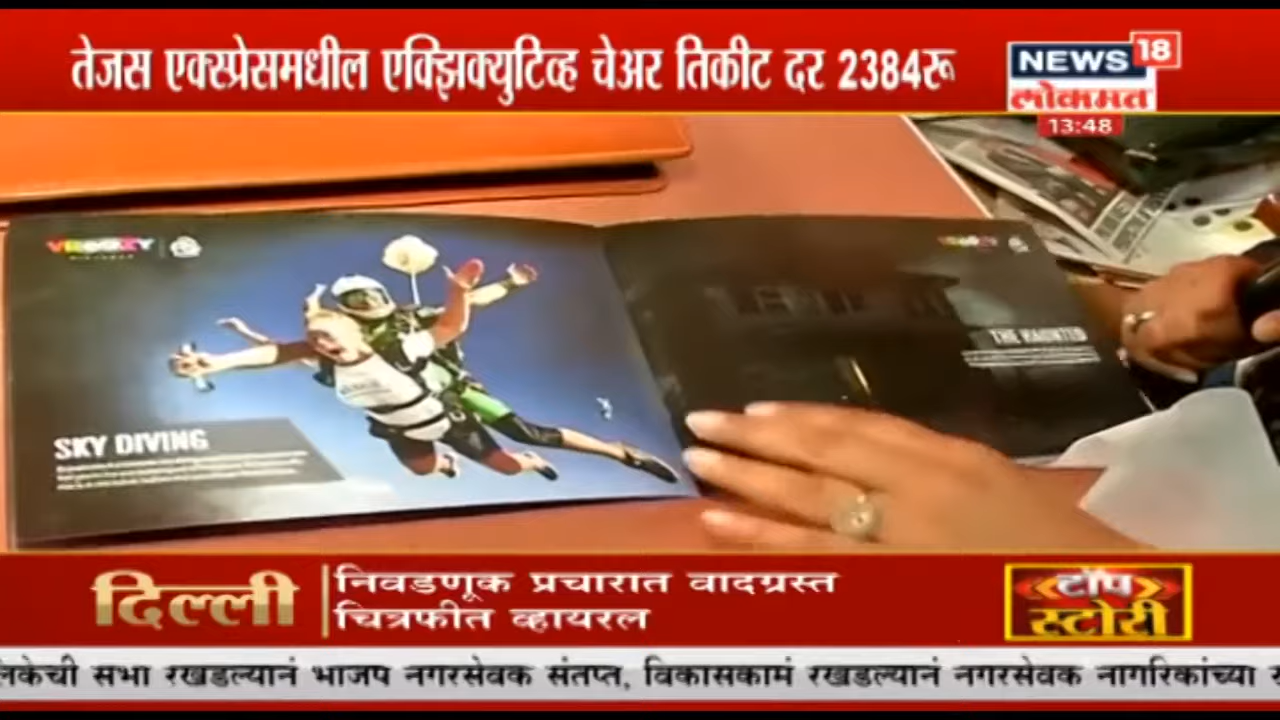 तेजस एक्स्प्रेसमधील एक्झिक्युटिव्ह चेअर तिकीट दर 2384रू
NEWS 18
लोकमत
13:48
THE HAUNTED
SKY DIVING
दिल्ली
निवडणूक प्रचारात वादग्रस्त
चित्रफीत व्हायरल
टॉप
स्टोरी
सभा रखडल्यानं भाजप नगरसेवक संतप्त, विकासकामं रखडल्यानं नगरसेवक नागरिकांच्या